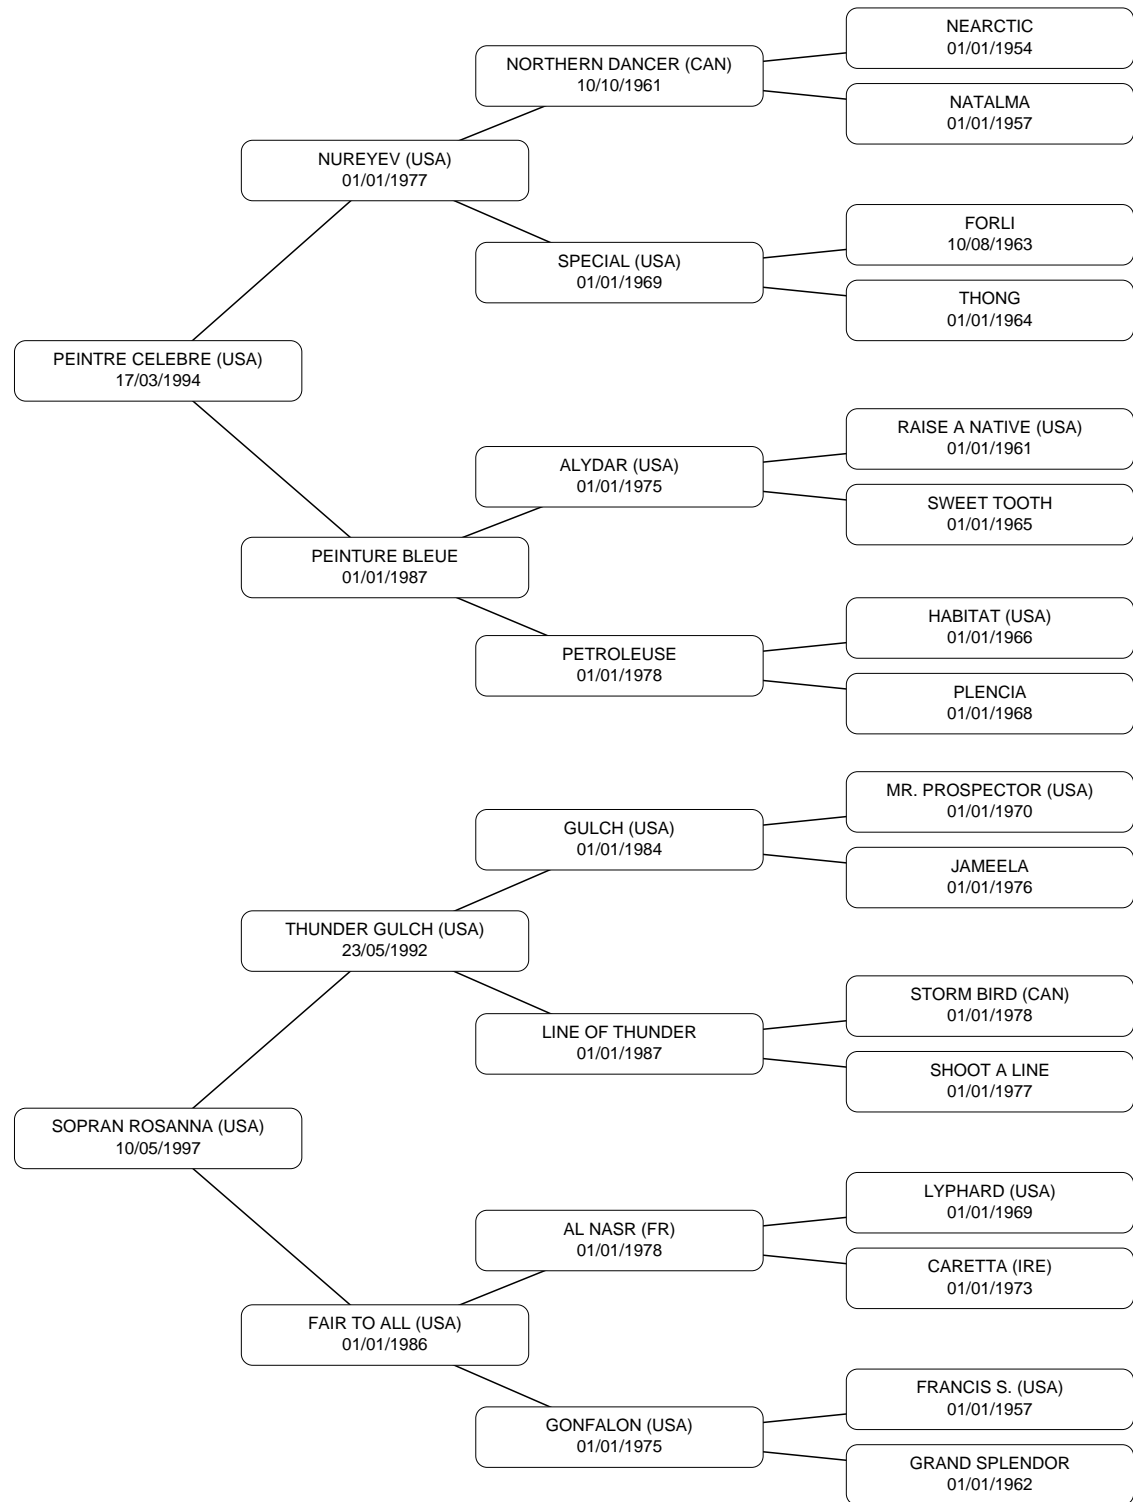 NEARCTIC
01/01/1954
NORTHERN DANCER (CAN)
10/10/1961
NATALMA
01/01/1957
NUREYEV (USA)
01/01/1977
FORLI
10/08/1963
SPECIAL (USA)
01/01/1969
THONG
01/01/1964
PEINTRE CELEBRE (USA)
17/03/1994
RAISE A NATIVE (USA)
01/01/1961
ALYDAR (USA)
01/01/1975
SWEET TOOTH
01/01/1965
PEINTURE BLEUE
01/01/1987
HABITAT (USA)
01/01/1966
PETROLEUSE
01/01/1978
PLENCIA
01/01/1968
MR. PROSPECTOR (USA)
01/01/1970
GULCH (USA)
01/01/1984
JAMEELA
01/01/1976
THUNDER GULCH (USA)
23/05/1992
STORM BIRD (CAN)
01/01/1978
LINE OF THUNDER
01/01/1987
SHOOT A LINE
01/01/1977
SOPRAN ROSANNA (USA)
10/05/1997
LYPHARD (USA)
01/01/1969
AL NASR (FR)
01/01/1978
CARETTA (IRE)
01/01/1973
FAIR TO ALL (USA)
01/01/1986
FRANCIS S. (USA)
01/01/1957
GONFALON (USA)
01/01/1975
GRAND SPLENDOR
01/01/1962